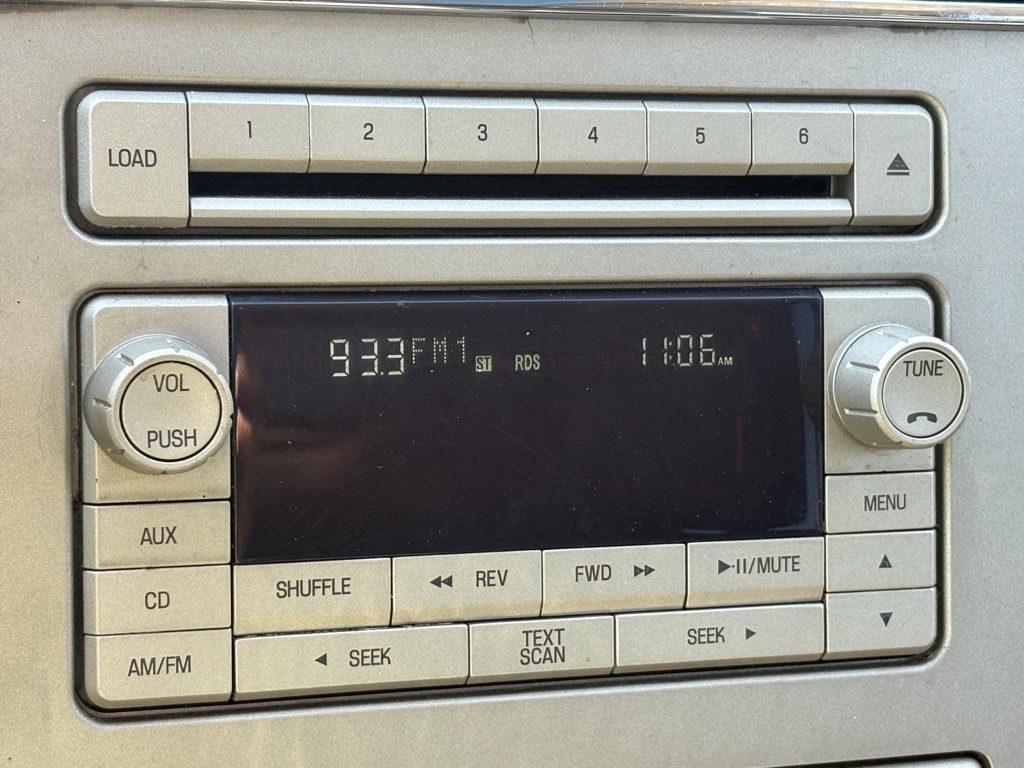 LOAD 1 2 3 4 5 6
93.3 FM1 ST RDS 11:06 AM
VOL
PUSH
TUNE
AUX
CD
AM/FM
MENU
SHUFFLE REV FWD /MUTE
SEEK TEXT SCAN SEEK